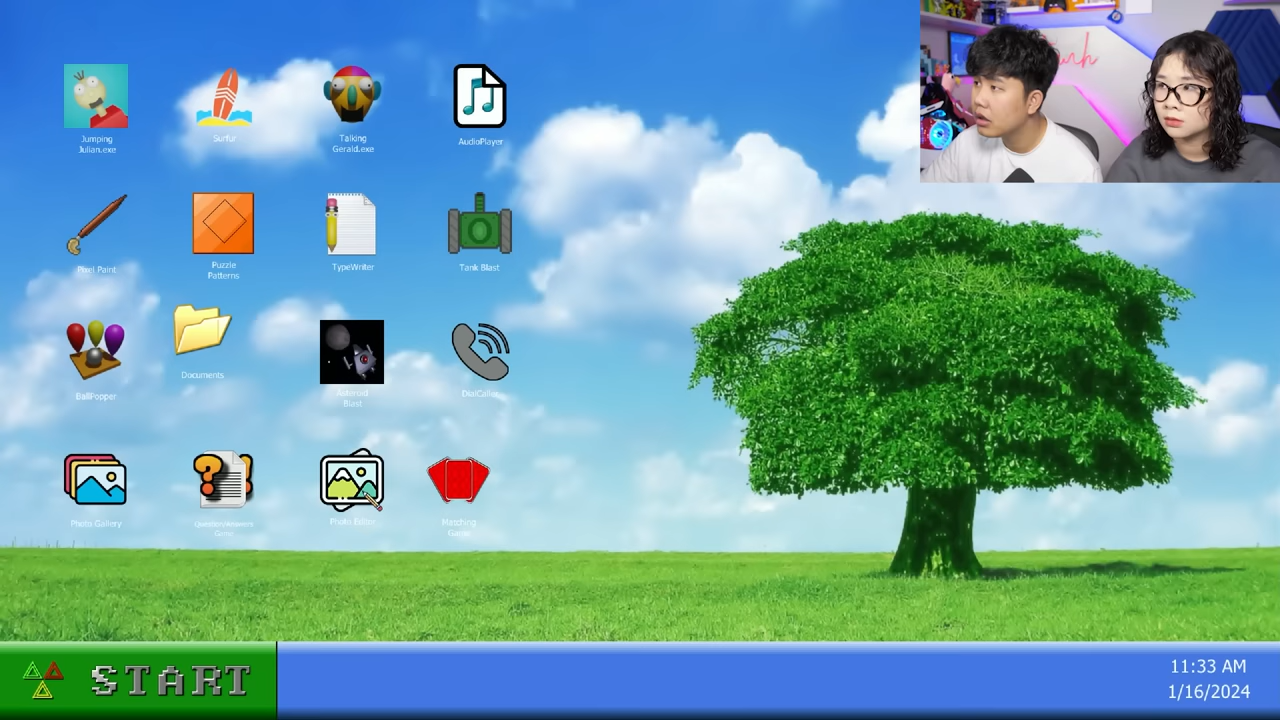 Jumping
Julian.exe
Surfur
Talking
Gerald.exe
AudioPlayer
Pixel Paint
Puzzle
Patterns
TypeWriter
Tank Blast
BallPopper
Documents
Asteroid
Blast
DialCaller
Photo Gallery
Question/Answers
Game
Photo Editor
Matching
Game
START
11:33 AM
1/16/2024